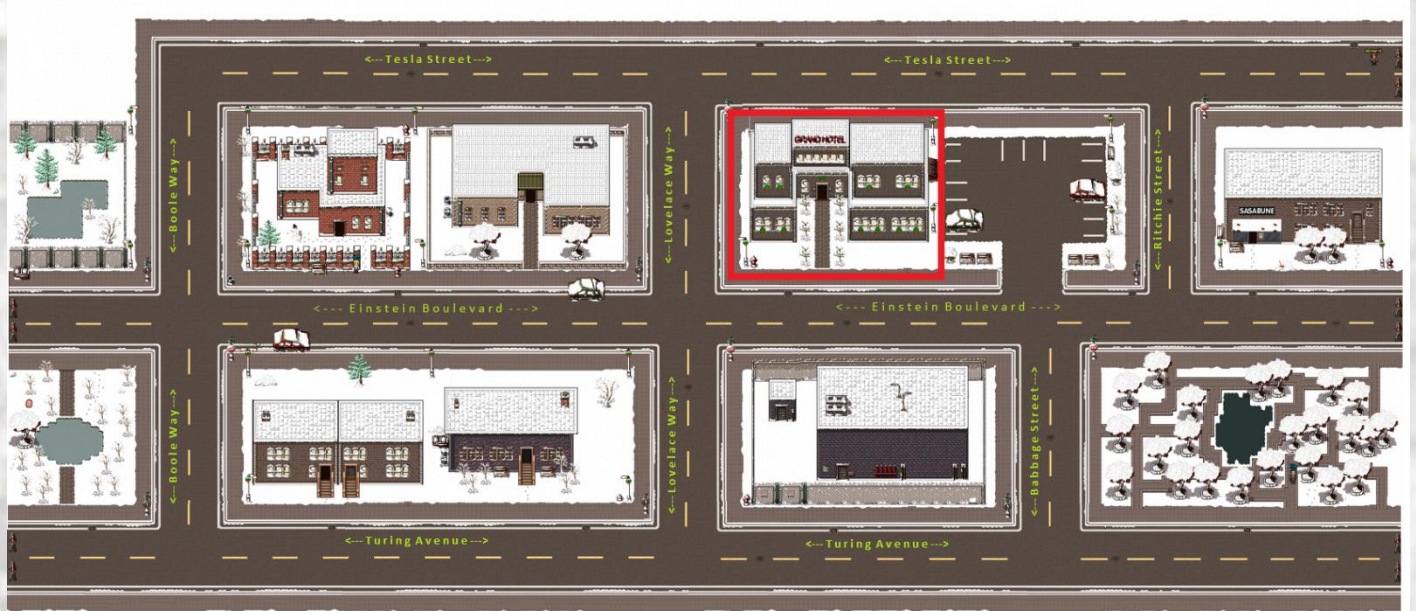 <---Tesla Street--->
<---Tesla Street--->
<---Boole Way--->
<---Lovelace Way--->
GRAND HOTEL
<---Ritchie Street--->
SASABUNE
<--- Einstein Boulevard --->
<--- Einstein Boulevard --->
<---Boole Way--->
<---Lovelace Way--->
<---Babbage Street--->
<---Turing Avenue--->
<---Turing Avenue--->